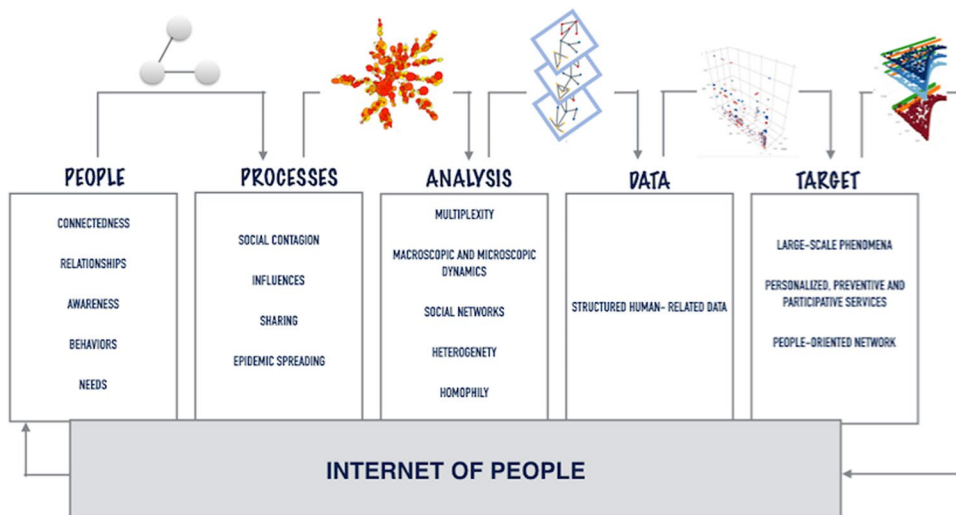 PEOPLE
CONNECTEDNESS
RELATIONSHIPS
AWARENESS
BEHAVIORS
NEEDS
PROCESSES
SOCIAL CONTAGION
INFLUENCES
SHARING
EPIDEMIC SPREADING
ANALYSIS
MULTIPLEXITY
MACROSCOPIC AND MICROSCOPIC
DYNAMICS
SOCIAL NETWORKS
HETEROGENETY
HOMOPHILY
DATA
STRUCTURED HUMAN- RELATED DATA
TARGET
LARGE-SCALE PHENOMENA
PERSONALIZED, PREVENTIVE AND
PARTICIPATIVE SERVICES
PEOPLE-ORIENTED NETWORK
INTERNET OF PEOPLE